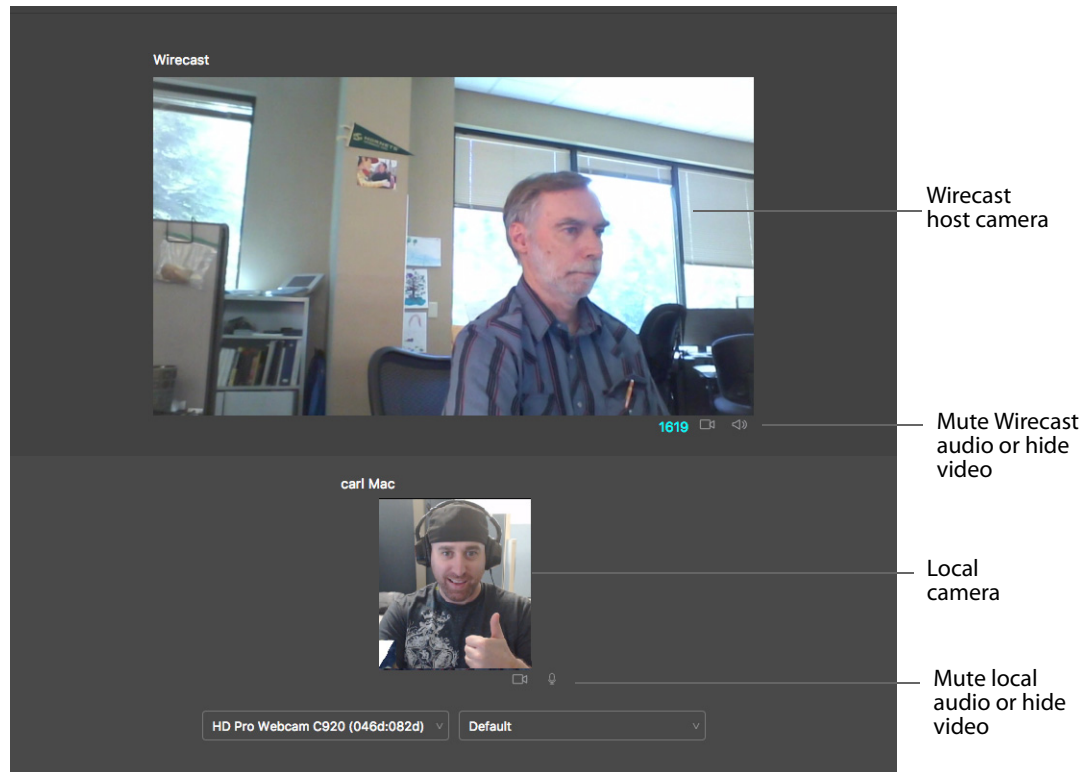 Wirecast
Wirecast
host camera
1619
Mute Wirecast
audio or hide
video
carl Mac
Local
camera
Mute local
audio or hide
video
HD Pro Webcam C920 (046d:082d)
Default